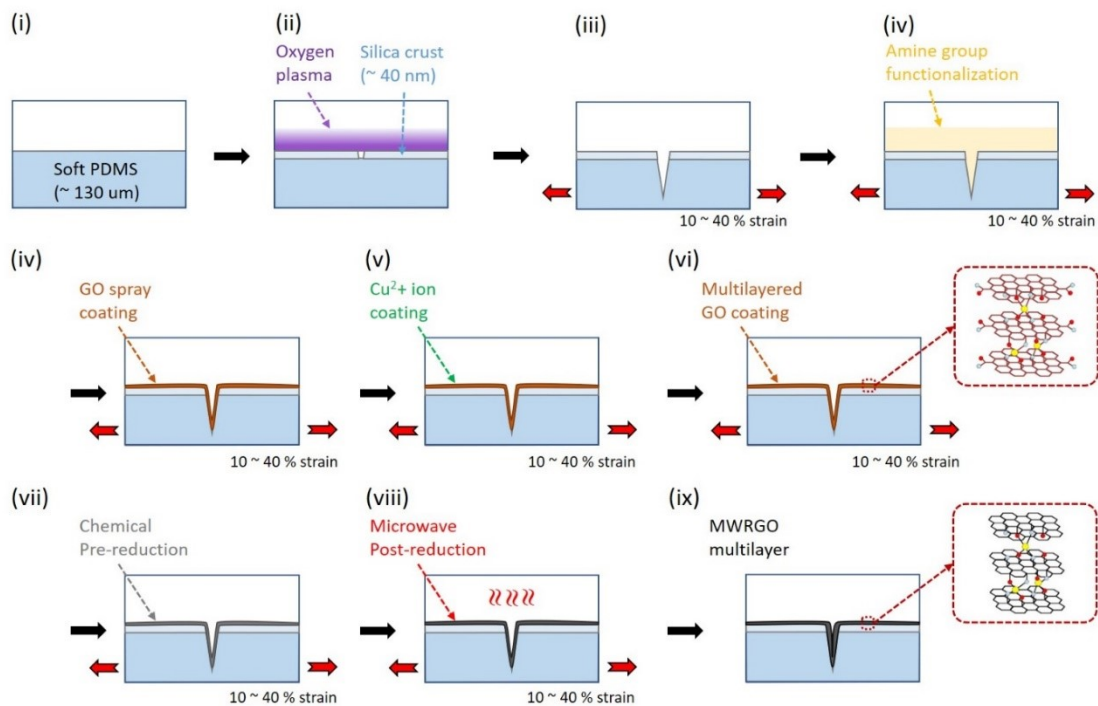 (i)
Soft PDMS
(~ 130 um)
(ii)
Oxygen
plasma
Silica crust
(~ 40 nm)
(iii)
10 ~ 40 % strain
(iv)
Amine group
functionalization
10 ~ 40 % strain
(iv)
GO spray
coating
10 ~ 40 % strain
(v)
Cu²+ ion
coating
10 ~ 40 % strain
(vi)
Multilayered
GO coating
10 ~ 40 % strain
(vii)
Chemical
Pre-reduction
10 ~ 40 % strain
(viii)
Microwave
Post-reduction
10 ~ 40 % strain
(ix)
MWRGO
multilayer